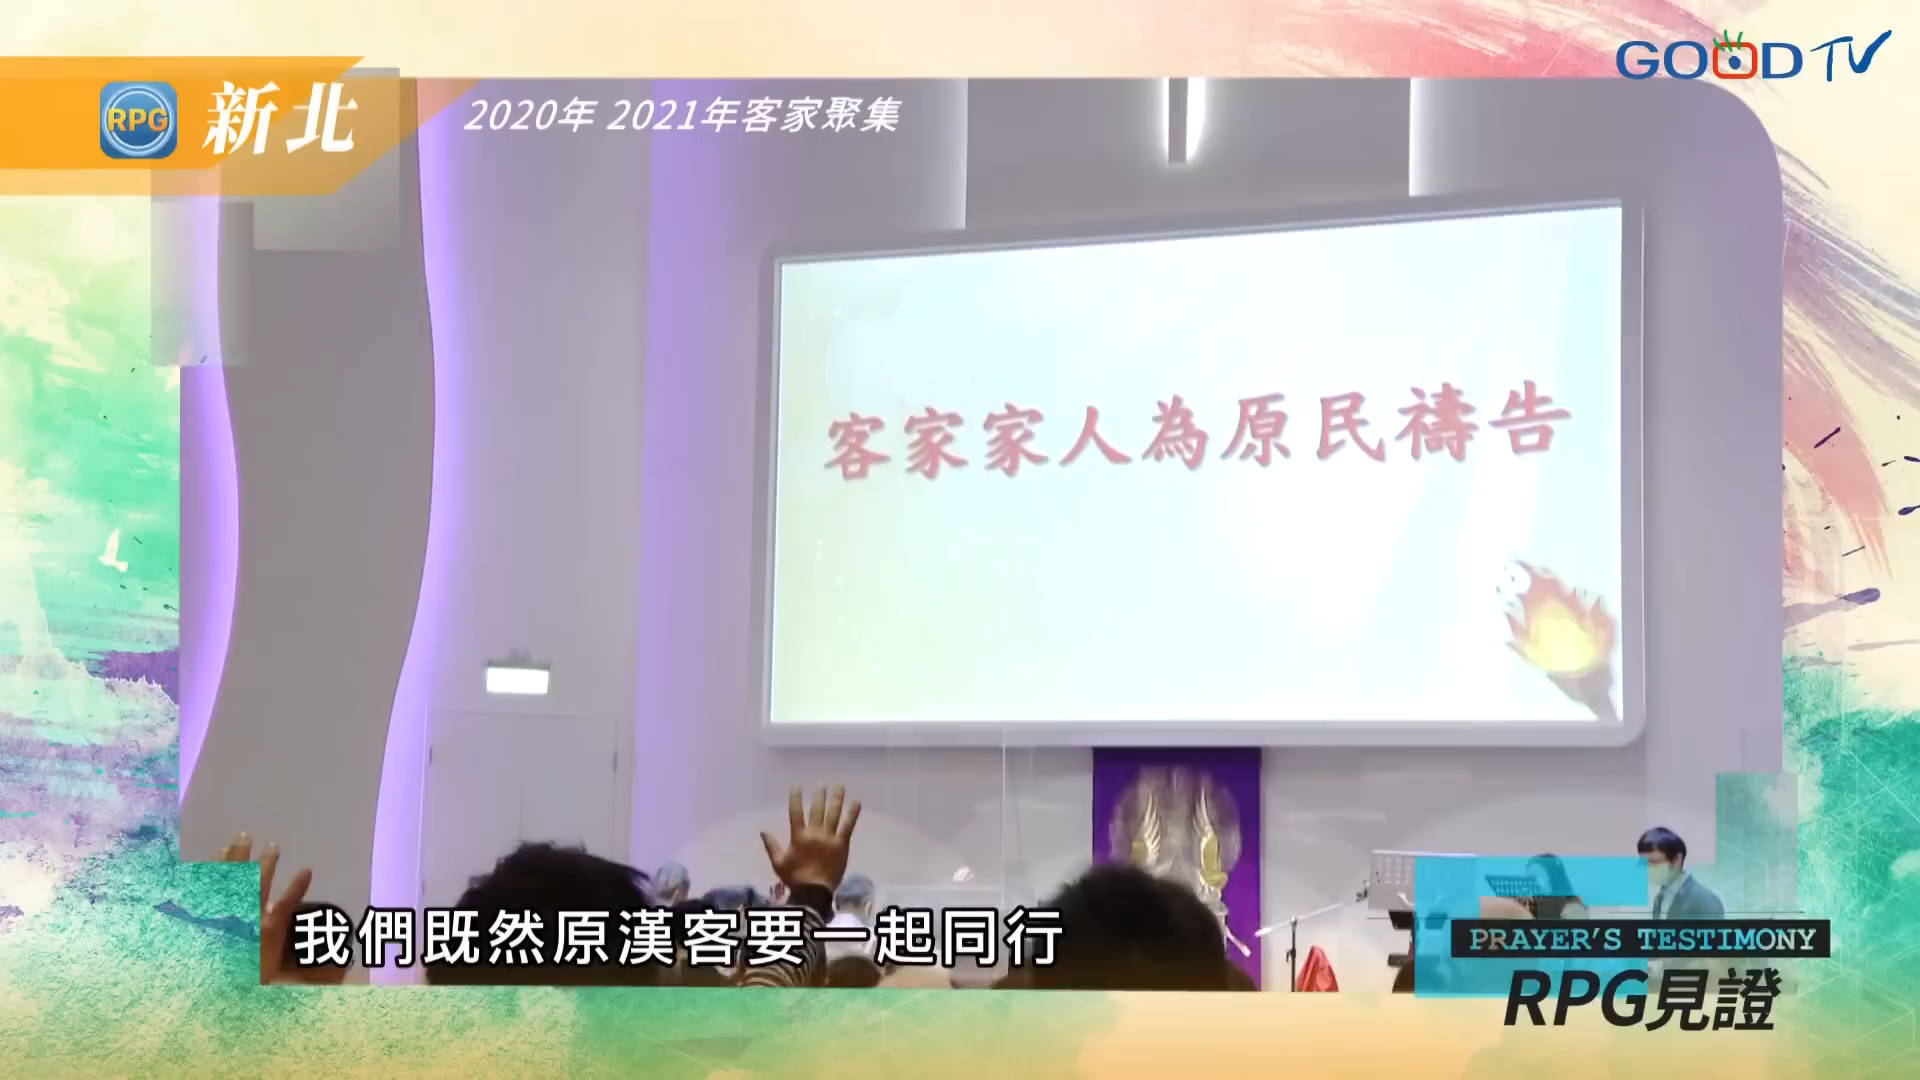 GOOD TV
RPG 新北
2020年 2021年客家聚集
客家家人為原民禱告
我們既然原漢客要一起同行
PRAYER'S TESTIMONY
RPG見證